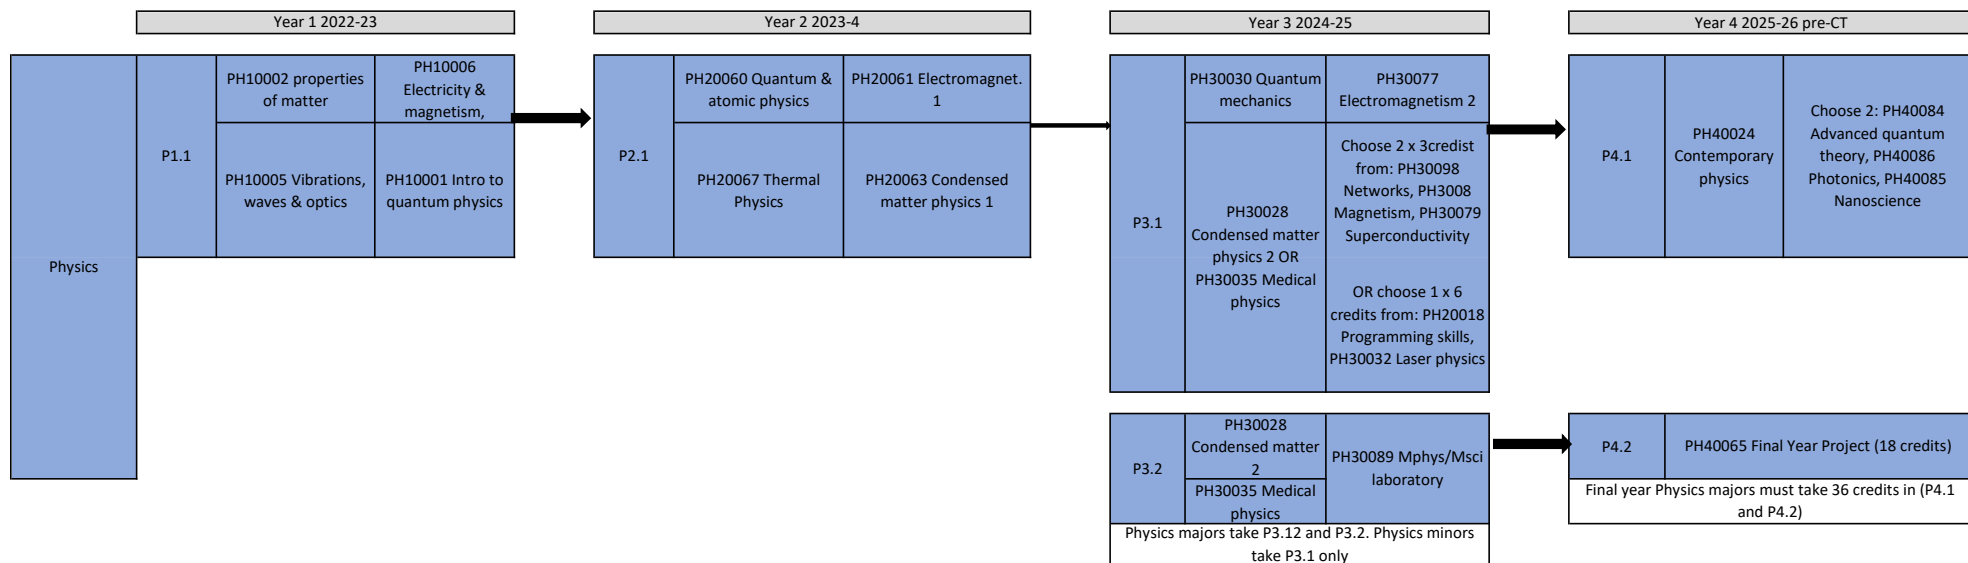 Year 1 2022-23
Year 2 2023-4
Year 3 2024-25
Year 4 2025-26 pre-CT
Physics
P1.1
PH10002 properties
of matter
PH10006
Electricity &
magnetism,
PH10005 Vibrations,
waves & optics
PH10001 Intro to
quantum physics
P2.1
PH20060 Quantum &
atomic physics
PH20061 Electromagnet.
1
PH20067 Thermal
Physics
PH20063 Condensed
matter physics 1
P3.1
PH30030 Quantum
mechanics
PH30077
Electromagnetism 2
PH30028
Condensed matter
physics 2 OR
PH30035 Medical
physics
Choose 2 x 3credist
from: PH30098
Networks, PH3008
Magnetism, PH30079
Superconductivity
OR choose 1 x 6
credits from: PH20018
Programming skills,
PH30032 Laser physics
P4.1
PH40024
Contemporary
physics
Choose 2: PH40084
Advanced quantum
theory, PH40086
Photonics, PH40085
Nanoscience
P3.2
PH30028
Condensed matter
2
PH30035 Medical
physics
PH30089 Mphys/Msci
laboratory
Physics majors take P3.12 and P3.2. Physics minors
take P3.1 only
P4.2
PH40065 Final Year Project (18 credits)
Final year Physics majors must take 36 credits in (P4.1
and P4.2)